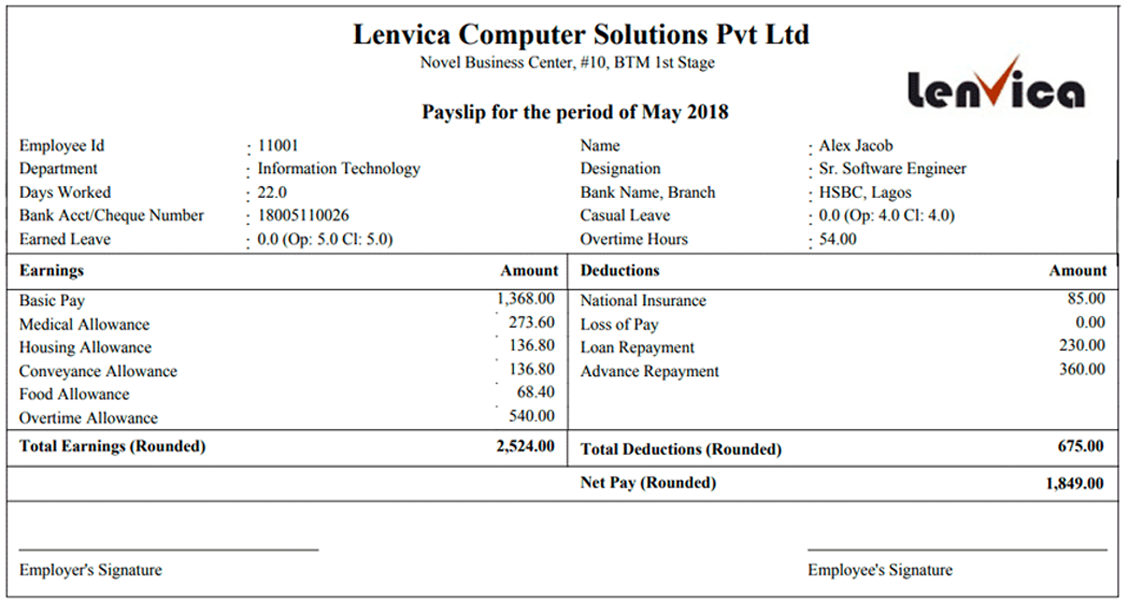 Lenvica Computer Solutions Pvt Ltd
Novel Business Center, #10, BTM 1st Stage
Lenvica
Payslip for the period of May 2018
Employee Id : 11001 Name : Alex Jacob
Department : Information Technology Designation : Sr. Software Engineer
Days Worked : 22.0 Bank Name, Branch : HSBC, Lagos
Bank Acct/Cheque Number : 18005110026 Casual Leave : 0.0 (Op: 4.0 Cl: 4.0)
Earned Leave : 0.0 (Op: 5.0 Cl: 5.0) Overtime Hours : 54.00
Earnings Amount Deductions Amount
Basic Pay 1,368.00 National Insurance 85.00
Medical Allowance 273.60 Loss of Pay 0.00
Housing Allowance 136.80 Loan Repayment 230.00
Conveyance Allowance 136.80 Advance Repayment 360.00
Food Allowance 68.40
Overtime Allowance 540.00
Total Earnings (Rounded) 2,524.00 Total Deductions (Rounded) 675.00
Net Pay (Rounded) 1,849.00
Employer's Signature Employee's Signature